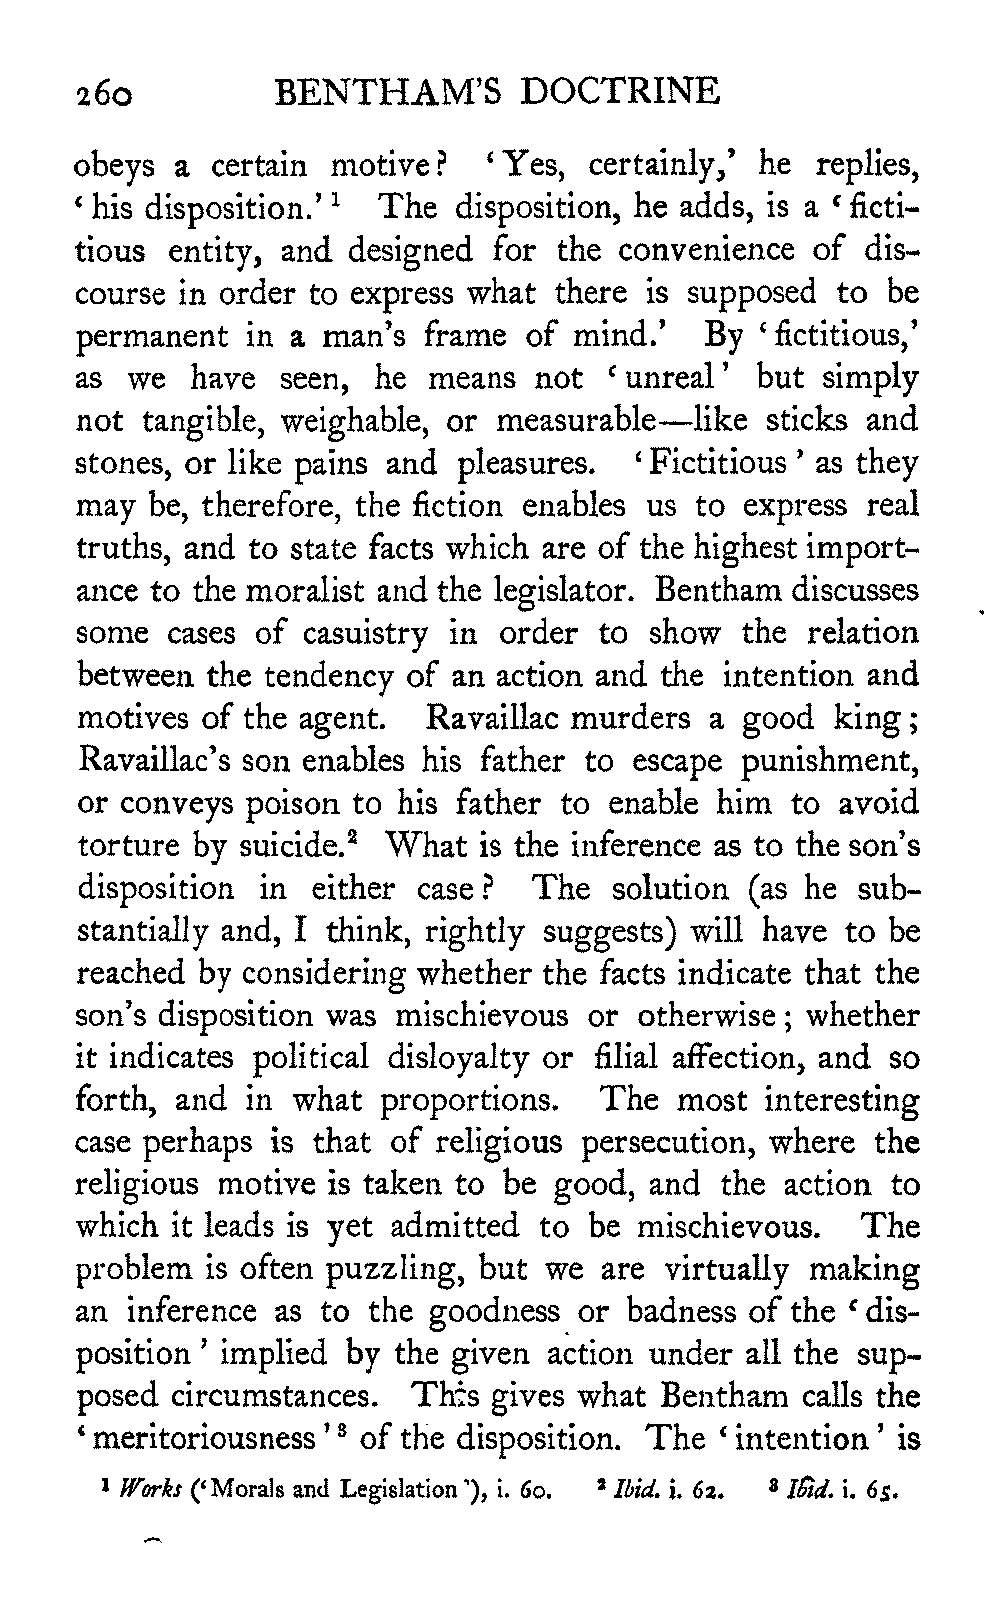 260 BENTHAM'S DOCTRINE
obeys a certain motive? ‘Yes, certainly,’ he replies,
‘his disposition.’ ¹ The disposition, he adds, is a ‘ficti-
tious entity, and designed for the convenience of dis-
course in order to express what there is supposed to be
permanent in a man's frame of mind.’ By ‘fictitious,’
as we have seen, he means not ‘unreal’ but simply
not tangible, weighable, or measurable—like sticks and
stones, or like pains and pleasures. ‘Fictitious’ as they
may be, therefore, the fiction enables us to express real
truths, and to state facts which are of the highest import-
ance to the moralist and the legislator. Bentham discusses
some cases of casuistry in order to show the relation
between the tendency of an action and the intention and
motives of the agent. Ravaillac murders a good king;
Ravaillac's son enables his father to escape punishment,
or conveys poison to his father to enable him to avoid
torture by suicide.² What is the inference as to the son's
disposition in either case? The solution (as he sub-
stantially and, I think, rightly suggests) will have to be
reached by considering whether the facts indicate that the
son's disposition was mischievous or otherwise; whether
it indicates political disloyalty or filial affection, and so
forth, and in what proportions. The most interesting
case perhaps is that of religious persecution, where the
religious motive is taken to be good, and the action to
which it leads is yet admitted to be mischievous. The
problem is often puzzling, but we are virtually making
an inference as to the goodness or badness of the ‘dis-
position’ implied by the given action under all the sup-
posed circumstances. This gives what Bentham calls the
‘meritoriousness’ ³ of the disposition. The ‘intention’ is
¹ Works (‘Morals and Legislation’), i. 60. ² Ibid. i. 62. ³ Ibid. i. 65.